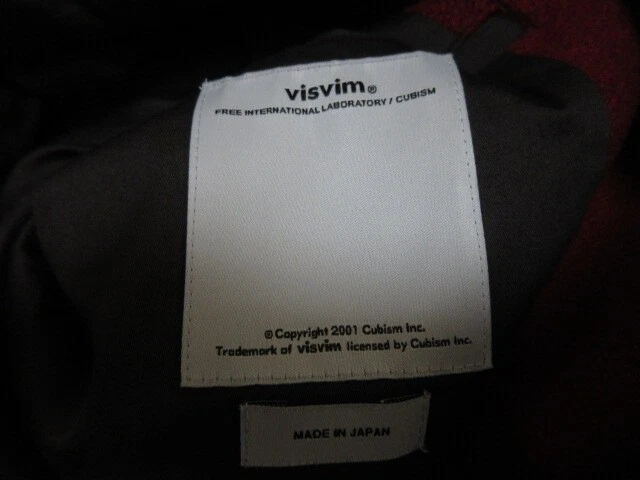 visvim®
FREE INTERNATIONAL LABORATORY / CUBISM
© Copyright 2001 Cubism Inc.
Trademark of visvim licensed by Cubism Inc.
MADE IN JAPAN